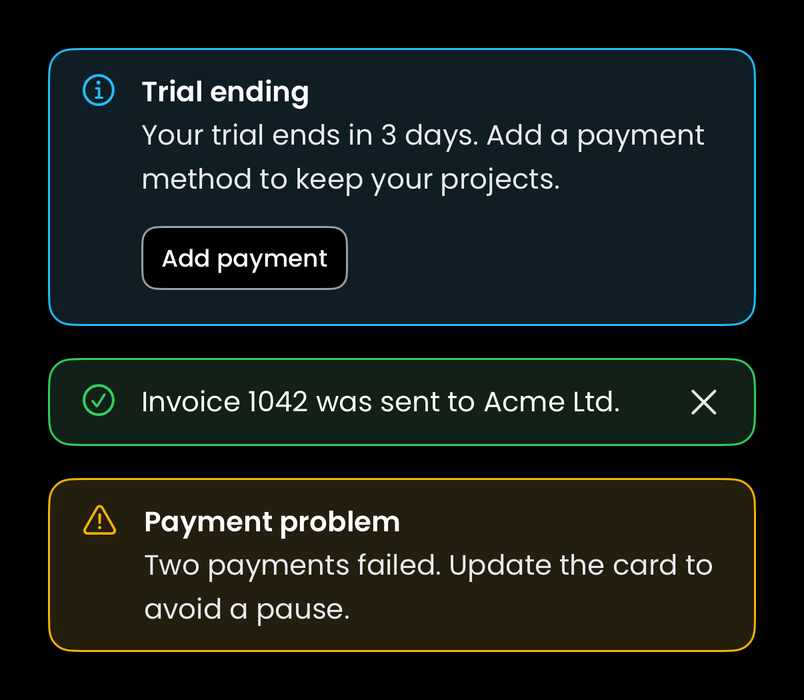 Trial ending
Your trial ends in 3 days. Add a payment
method to keep your projects.
Add payment
Invoice 1042 was sent to Acme Ltd.
Payment problem
Two payments failed. Update the card to
avoid a pause.